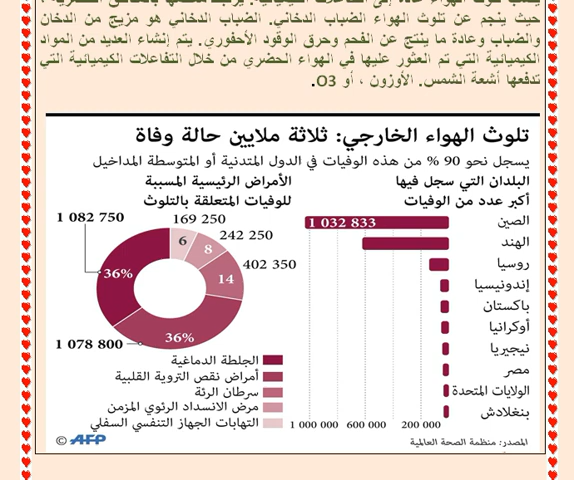 حيث ينجم عن تلوث الهواء الضباب الدخاني. الضباب الدخاني هو مزيج من الدخان
والضباب وعادة ما ينتج عن الفحم وحرق الوقود الأحفوري. يتم إنشاء العديد من المواد
الكيميائية التي تم العثور عليها في الهواء الحضري من خلال التفاعلات الكيميائية التي
تدفعها أشعة الشمس. الأوزون ، أو O3.
تلوث الهواء الخارجي: ثلاثة ملايين حالة وفاة
يسجل نحو 90 % من هذه الوفيات في الدول المتدنية أو المتوسطة المداخيل
البلدان التي سجل فيها
أكبر عدد من الوفيات
الصين
1 032 833
الهند
روسيا
إندونيسيا
باكستان
أوكرانيا
نيجيريا
مصر
الولايات المتحدة
بنغلادش
1 000 000 600 000 200 000
الأمراض الرئيسية المسببة
للوفيات المتعلقة بالتلوث
1 082 750
169 250
242 250
402 350
1 078 800
36%
6
8
14
36%
الجلطة الدماغية
أمراض نقص التروية القلبية
سرطان الرئة
مرض الانسداد الرئوي المزمن
التهابات الجهاز التنفسي السفلي
المصدر: منظمة الصحة العالمية
© AFP